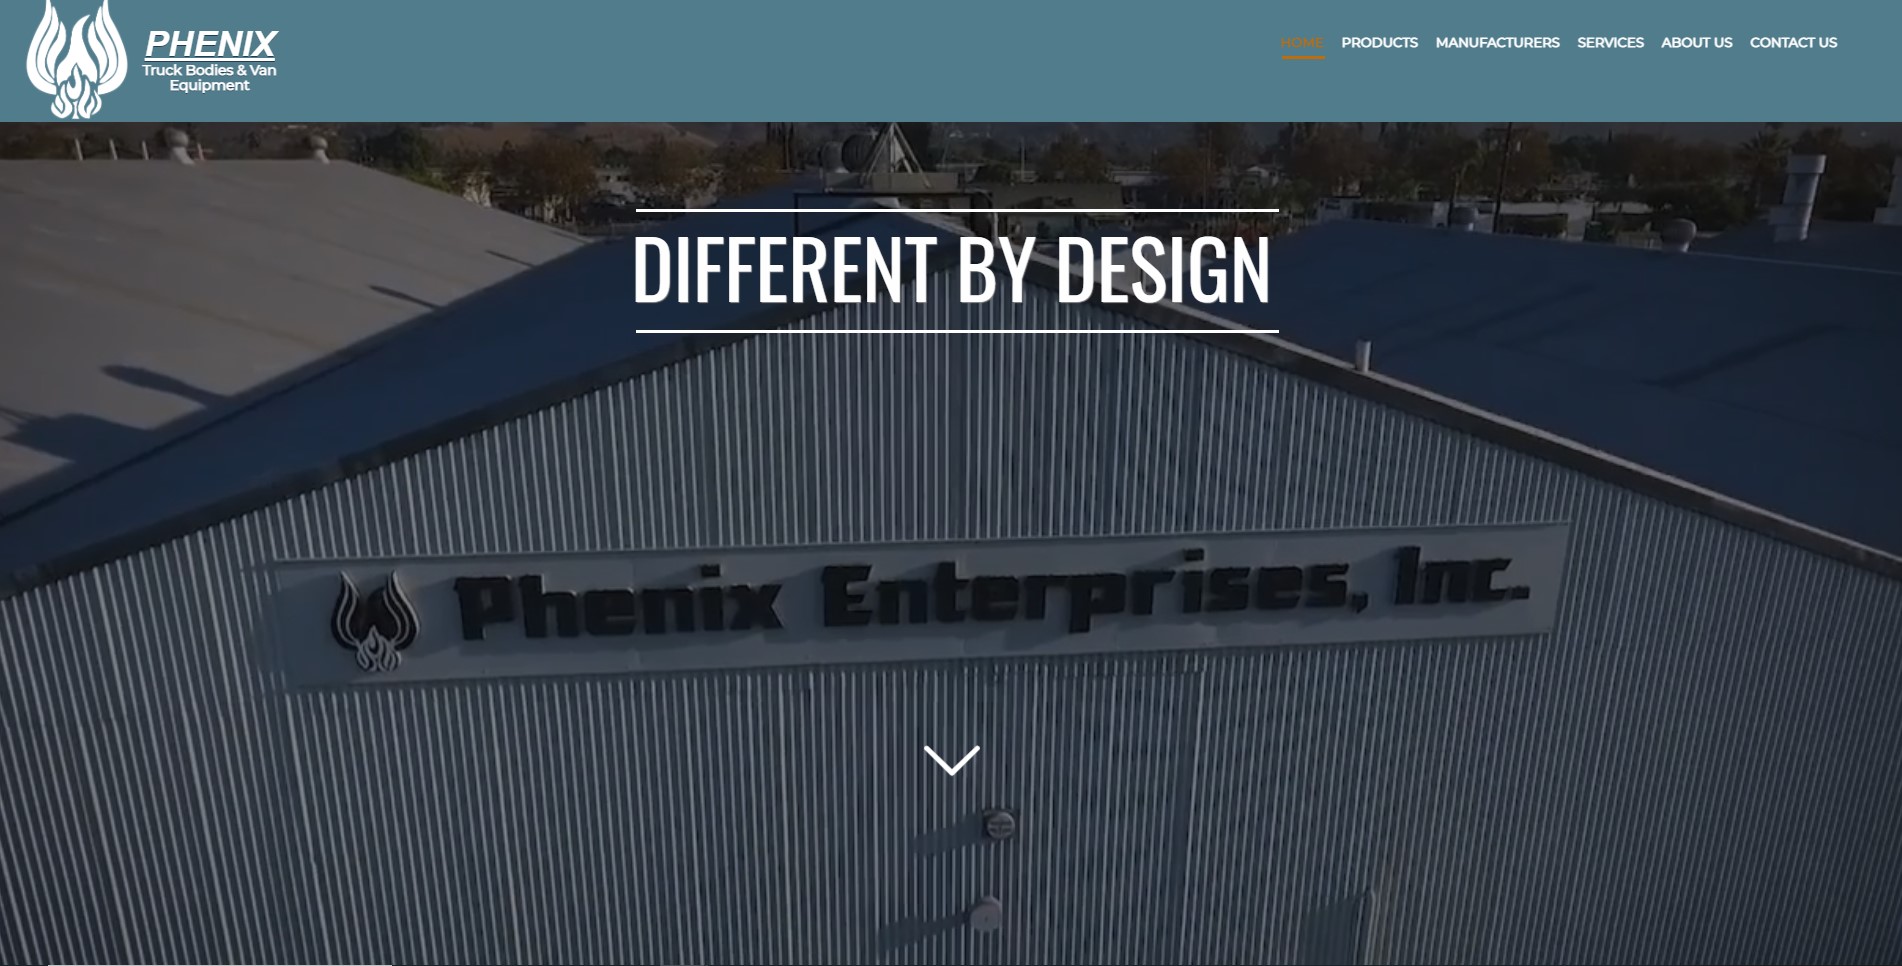 PHENIX
Truck Bodies & Van
Equipment
HOME PRODUCTS MANUFACTURERS SERVICES ABOUT US CONTACT US
DIFFERENT BY DESIGN
Phenix Enterprises, Inc.